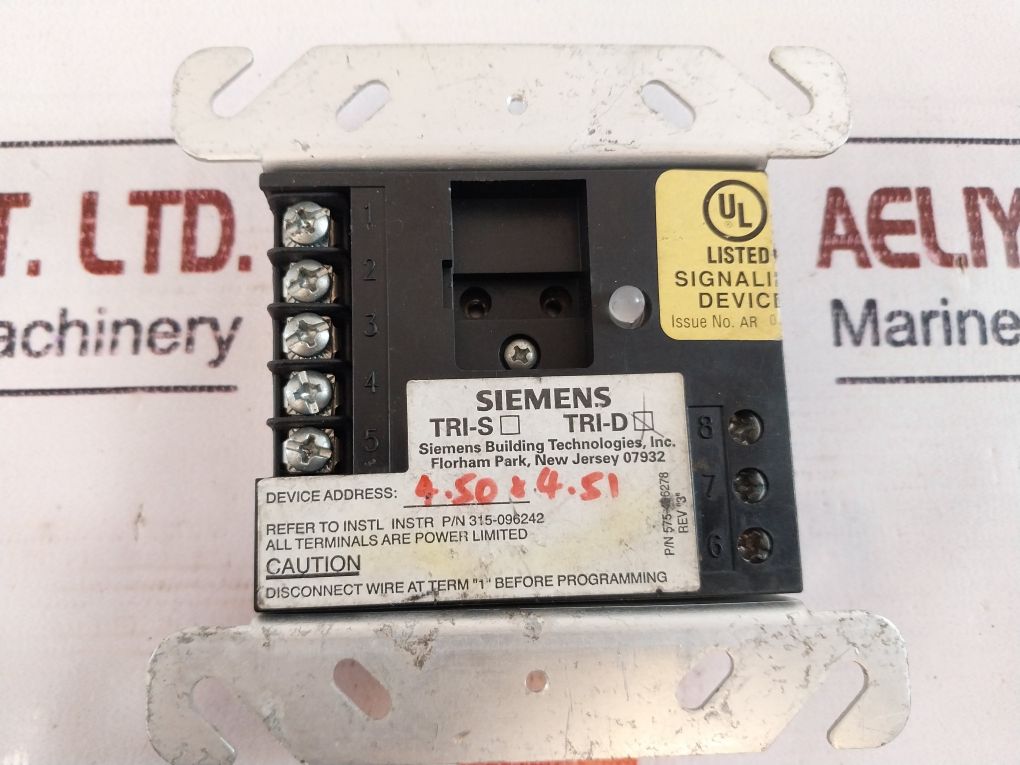 T. LTD.
achinery
AELIY
Marine
1
2
3
4
5
UL
LISTED
SIGNALI
DEVICE
Issue No. AR
SIEMENS
TRI-S TRI-D
Siemens Building Technologies, Inc.
Florham Park, New Jersey 07932
DEVICE ADDRESS: 4.50 & 4.51
REFER TO INSTL INSTR P/N 315-096242
ALL TERMINALS ARE POWER LIMITED
CAUTION
DISCONNECT WIRE AT TERM "1" BEFORE PROGRAMMING
P/N
REV "3"
8
7
6